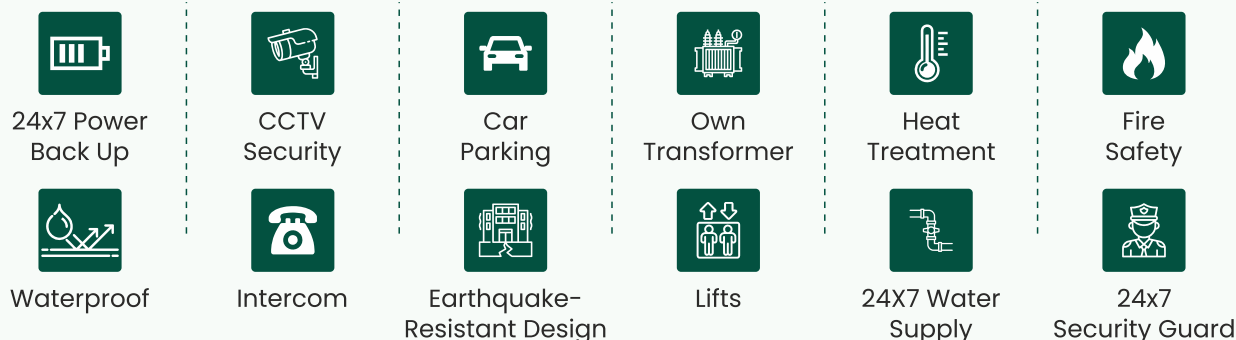 24x7 Power
Back Up
CCTV
Security
Car
Parking
Own
Transformer
Heat
Treatment
Fire
Safety
Waterproof
Intercom
Earthquake-
Resistant Design
Lifts
24X7 Water
Supply
24x7
Security Guard